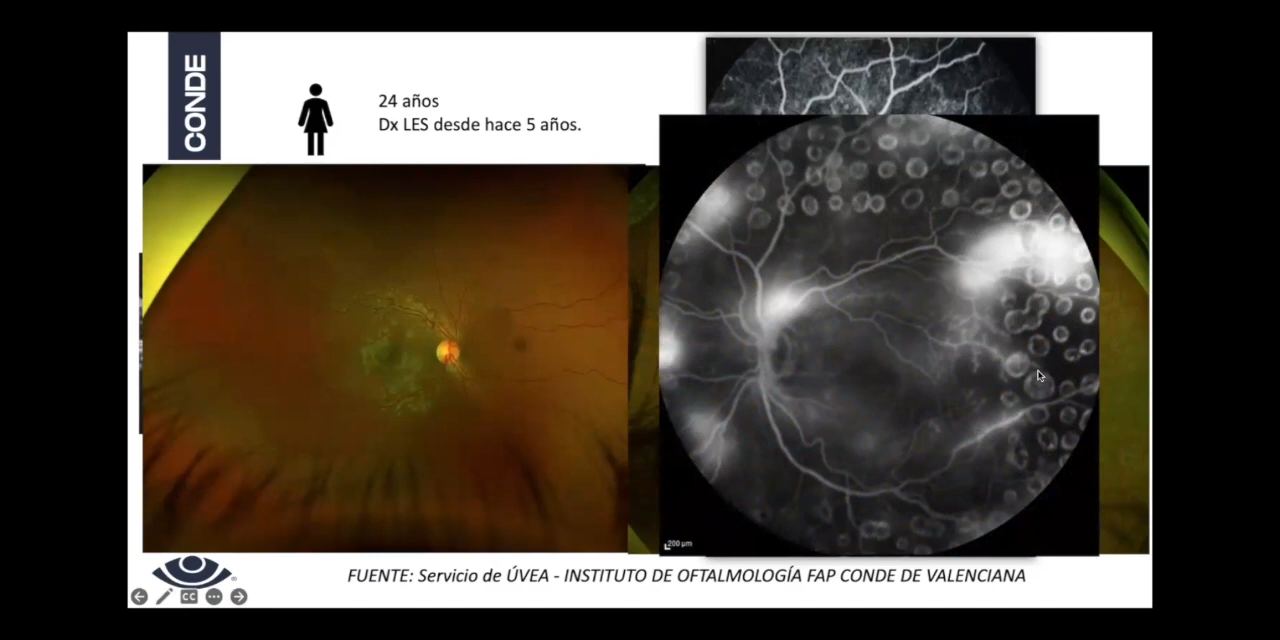 CONDE
24 años
Dx LES desde hace 5 años.
200 µm
FUENTE: Servicio de ÚVEA - INSTITUTO DE OFTALMOLOGÍA FAP CONDE DE VALENCIANA
CC